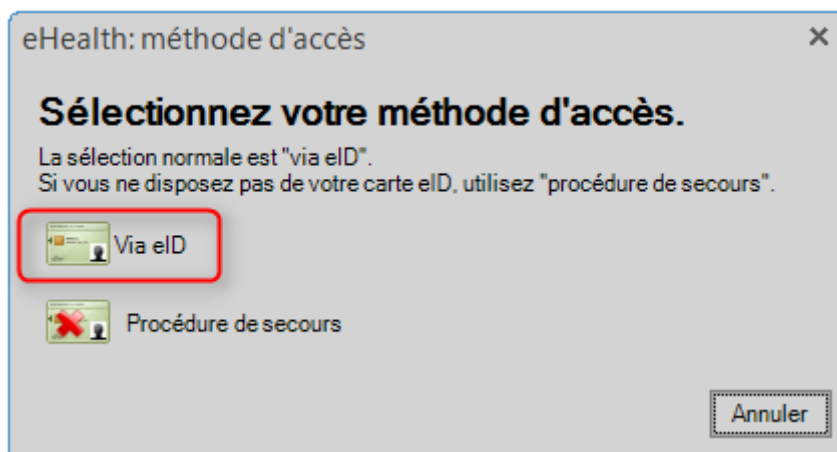 eHealth: méthode d'accès
Sélectionnez votre méthode d'accès.
La sélection normale est "via eID".
Si vous ne disposez pas de votre carte eID, utilisez "procédure de secours".
Via eID
Procédure de secours
Annuler